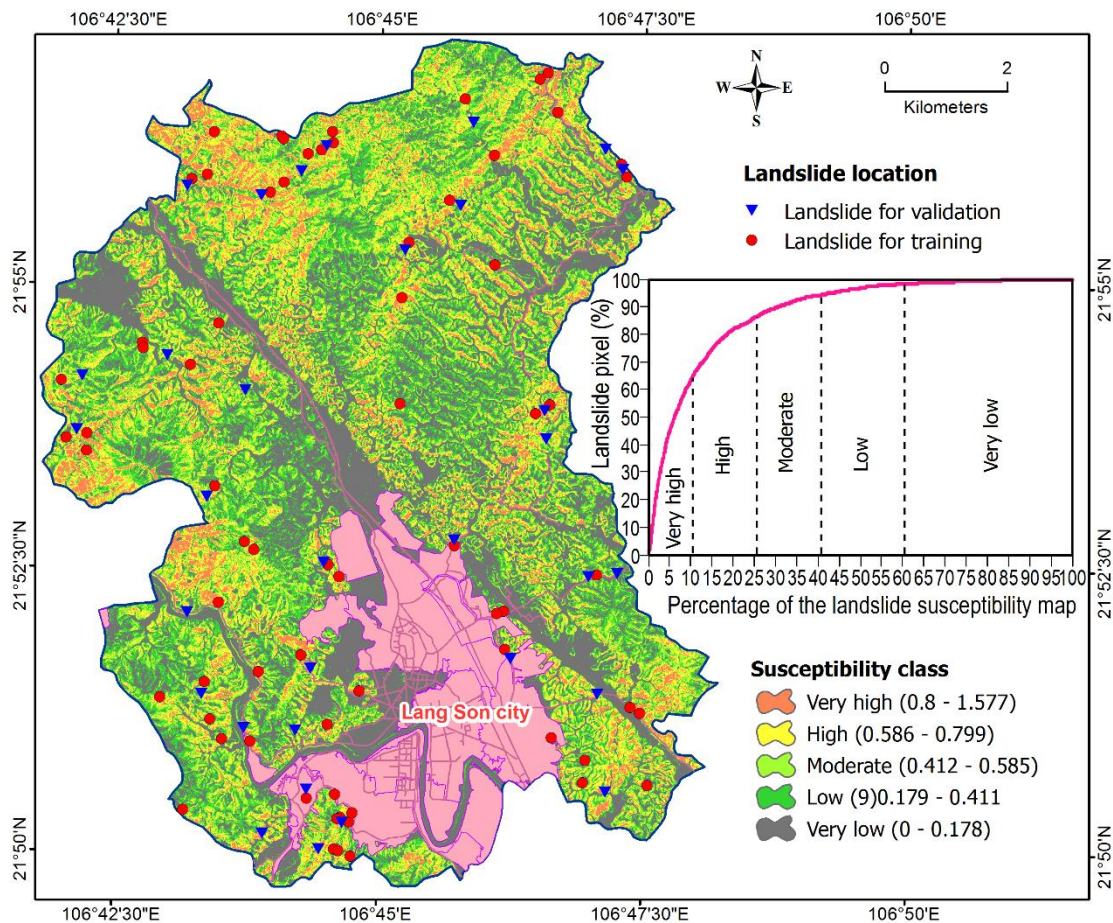 106°42'30"E 106°45'E 106°47'30"E 106°50'E
N
W E
S
0 2
Kilometers
Landslide location
Landslide for validation
Landslide for training
21°55'N
21°55'N
100
90
80
70
60
50
40
30
20
10
0
Landslide pixel (%)
Very high
High
Moderate
Low
Very low
0 5 10 15 20 25 30 35 40 45 50 55 60 65 70 75 80 85 90 95 100
Percentage of the landslide susceptibility map
21°52'30"N
21°52'30"N
Lang Son city
Susceptibility class
Very high (0.8 - 1.577)
High (0.586 - 0.799)
Moderate (0.412 - 0.585)
Low (9)0.179 - 0.411
Very low (0 - 0.178)
21°50'N
21°50'N
106°42'30"E 106°45'E 106°47'30"E 106°50'E